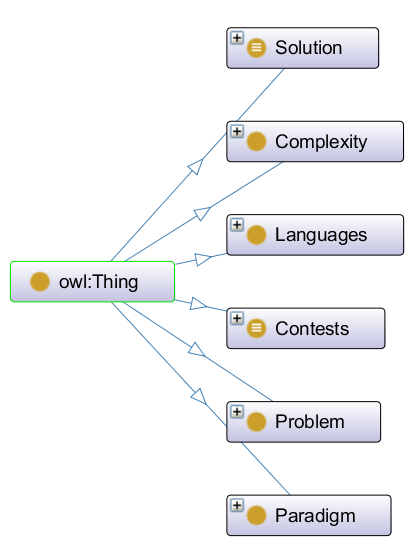 Solution
Complexity
Languages
owl:Thing
Contests
Problem
Paradigm